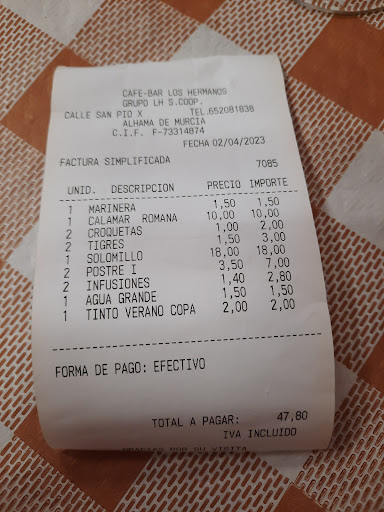 CAFE-BAR LOS HERMANOS
GRUPO LH S.COOP.
CALLE SAN PIO X TEL.652081838
ALHAMA DE MURCIA
C.I.F. F-73314874
FECHA 02/04/2023
FACTURA SIMPLIFICADA 7085
UNID. DESCRIPCION PRECIO IMPORTE
1 MARINERA 1,50 1,50
1 CALAMAR ROMANA 10,00 10,00
2 CROQUETAS 1,00 2,00
2 TIGRES 1,50 3,00
1 SOLOMILLO 18,00 18,00
2 POSTRE I 3,50 7,00
2 INFUSIONES 1,40 2,80
1 AGUA GRANDE 1,50 1,50
1 TINTO VERANO COPA 2,00 2,00
FORMA DE PAGO: EFECTIVO
TOTAL A PAGAR: 47,80
IVA INCLUIDO
GRACIAS POR SU VISITA